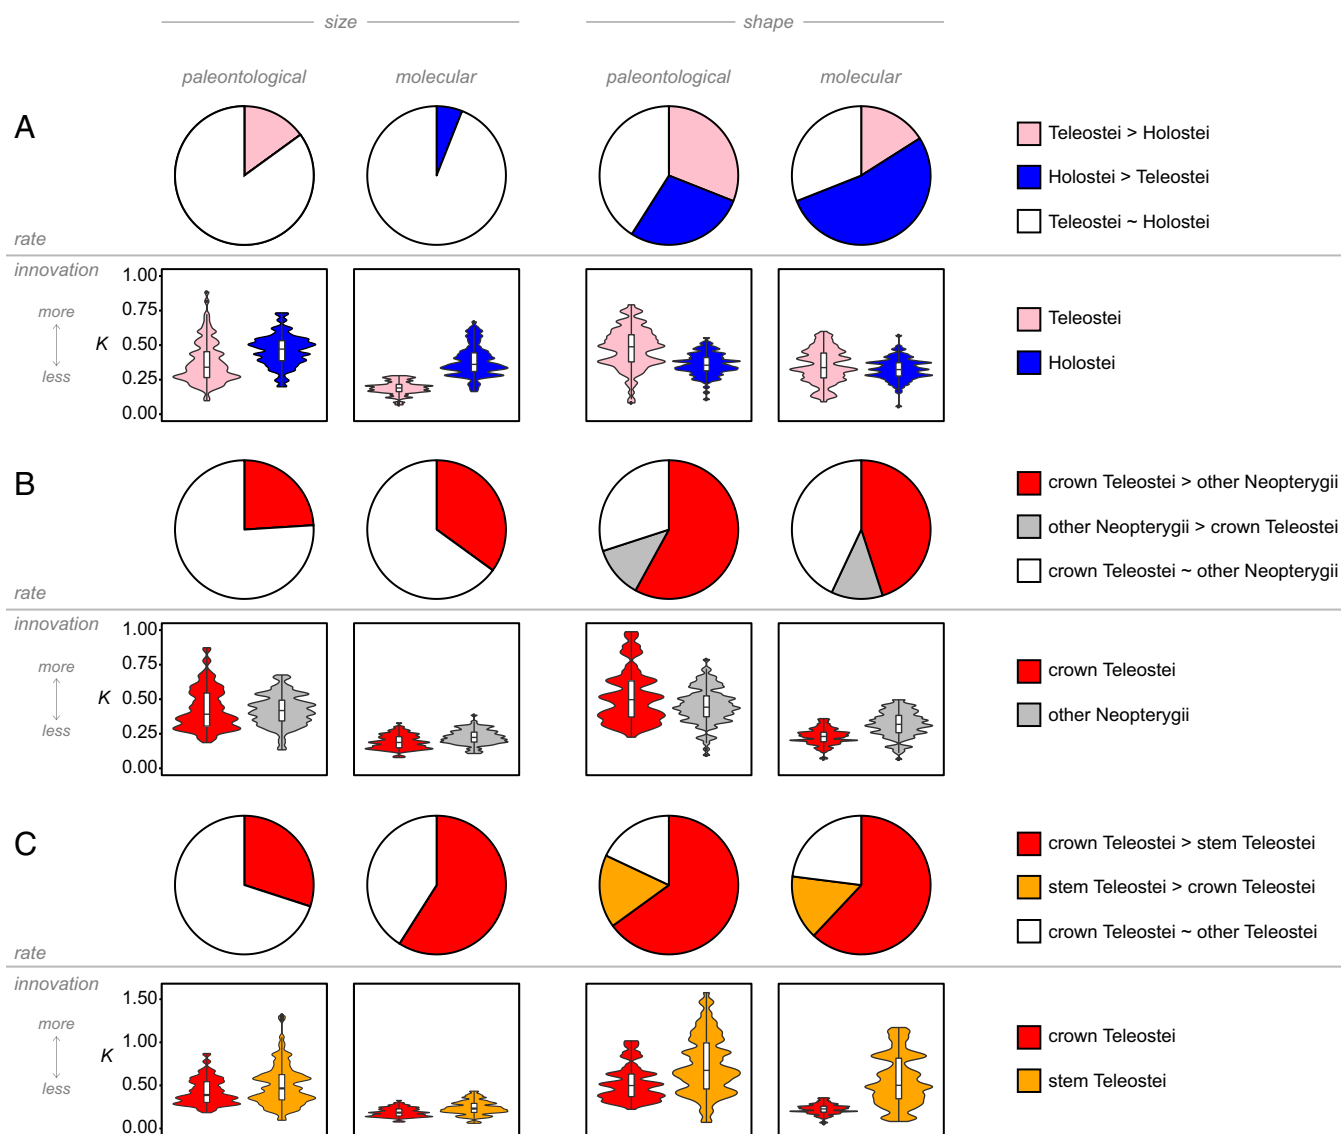 size shape
paleontological molecular paleontological molecular
A
Teleostei > Holostei
Holostei > Teleostei
Teleostei ~ Holostei
rate
innovation
more
less
K
1.00
0.75
0.50
0.25
0.00
Teleostei
Holostei
B
crown Teleostei > other Neopterygii
other Neopterygii > crown Teleostei
crown Teleostei ~ other Neopterygii
rate
innovation
more
less
K
1.00
0.75
0.50
0.25
0.00
crown Teleostei
other Neopterygii
C
crown Teleostei > stem Teleostei
stem Teleostei > crown Teleostei
crown Teleostei ~ other Teleostei
rate
innovation
more
less
K
1.50
1.00
0.50
0.00
crown Teleostei
stem Teleostei